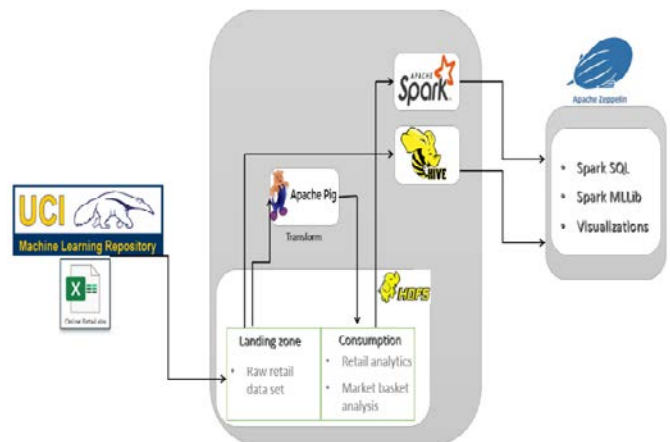 UCI
Machine Learning Repository
Online Retail.xlsx
APACHE
Spark
HIVE
Apache Pig
Transform
HDFS
Landing zone
• Raw retail
data set
Consumption
• Retail analytics
• Market basket
analysis
Apache Zeppelin
• Spark SQL
• Spark MLLib
• Visualizations